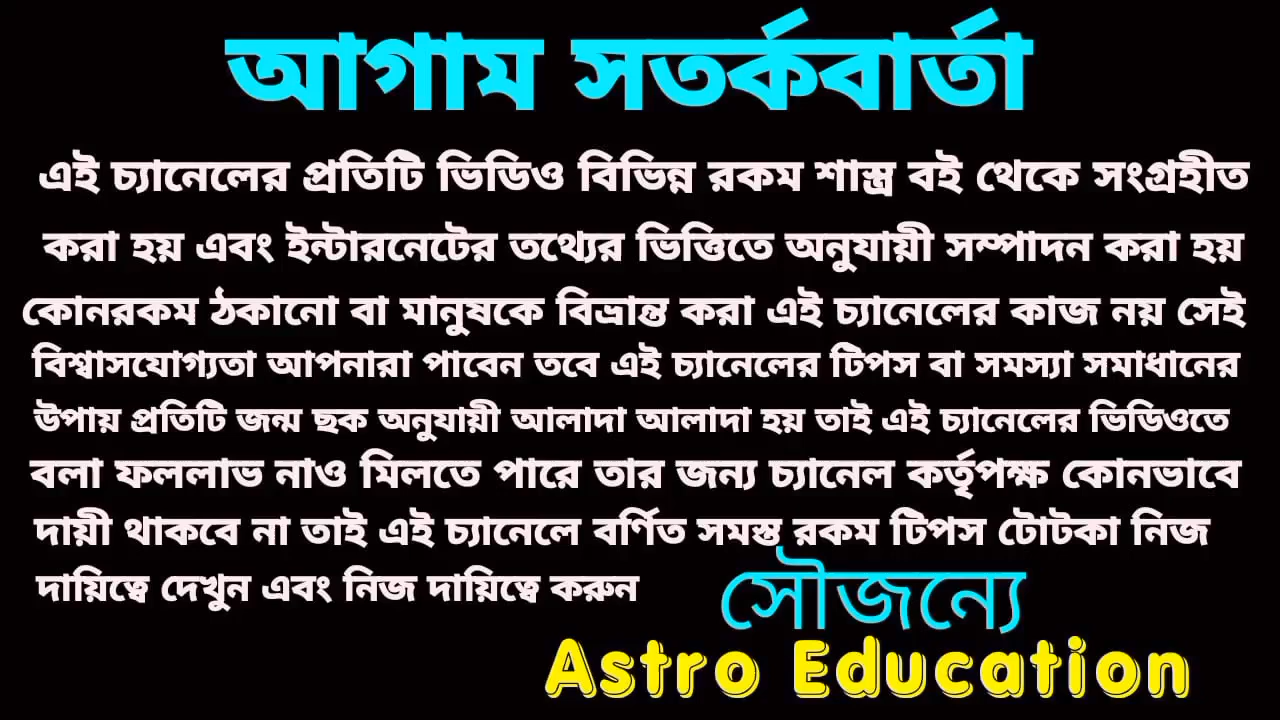 আগাম সতর্কবার্তা
এই চ্যানেলের প্রতিটি ভিডিও বিভিন্ন রকম শাস্ত্র বই থেকে সংগ্রহীত
করা হয় এবং ইন্টারনেটের তথ্যের ভিত্তিতে অনুযায়ী সম্পাদন করা হয়
কোনরকম ঠকানো বা মানুষকে বিভ্রান্ত করা এই চ্যানেলের কাজ নয় সেই
বিশ্বাসযোগ্যতা আপনারা পাবেন তবে এই চ্যানেলের টিপস বা সমস্যা সমাধানের
উপায় প্রতিটি জন্ম ছক অনুযায়ী আলাদা আলাদা হয় তাই এই চ্যানেলের ভিডিওতে
বলা ফললাভ নাও মিলতে পারে তার জন্য চ্যানেল কর্তৃপক্ষ কোনভাবে
দায়ী থাকবে না তাই এই চ্যানেলে বর্ণিত সমস্ত রকম টিপস টোটকা নিজ
দায়িত্বে দেখুন এবং নিজ দায়িত্বে করুন
সৌজন্যে
Astro Education